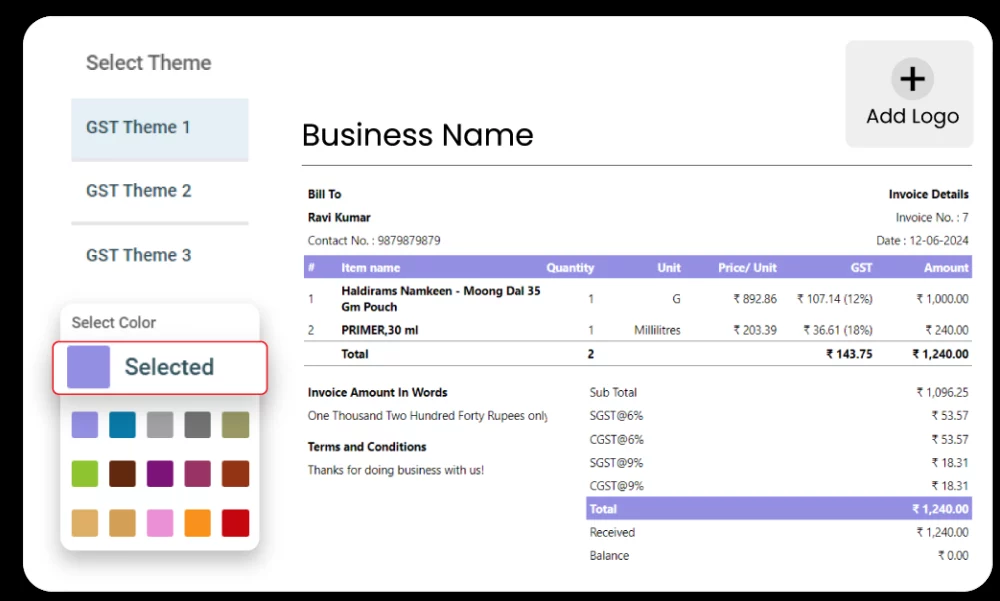 Select Theme
GST Theme 1
GST Theme 2
GST Theme 3
Select Color
Selected
Add Logo
Business Name
Bill To
Invoice Details
Ravi Kumar
Invoice No. : 7
Contact No. : 9879879879
Date : 12-06-2024
# Item name Quantity Unit Price/ Unit GST Amount
1 Haldirams Namkeen - Moong Dal 35 1 G ₹ 892.86 ₹ 107.14 (12%) ₹ 1,000.00
Gm Pouch
2 PRIMER,30 ml 1 Millilitres ₹ 203.39 ₹ 36.61 (18%) ₹ 240.00
Total 2 ₹ 143.75 ₹ 1,240.00
Invoice Amount In Words
One Thousand Two Hundred Forty Rupees only
Terms and Conditions
Thanks for doing business with us!
Sub Total ₹ 1,096.25
SGST@6% ₹ 53.57
CGST@6% ₹ 53.57
SGST@9% ₹ 18.31
CGST@9% ₹ 18.31
Total ₹ 1,240.00
Received ₹ 1,240.00
Balance ₹ 0.00